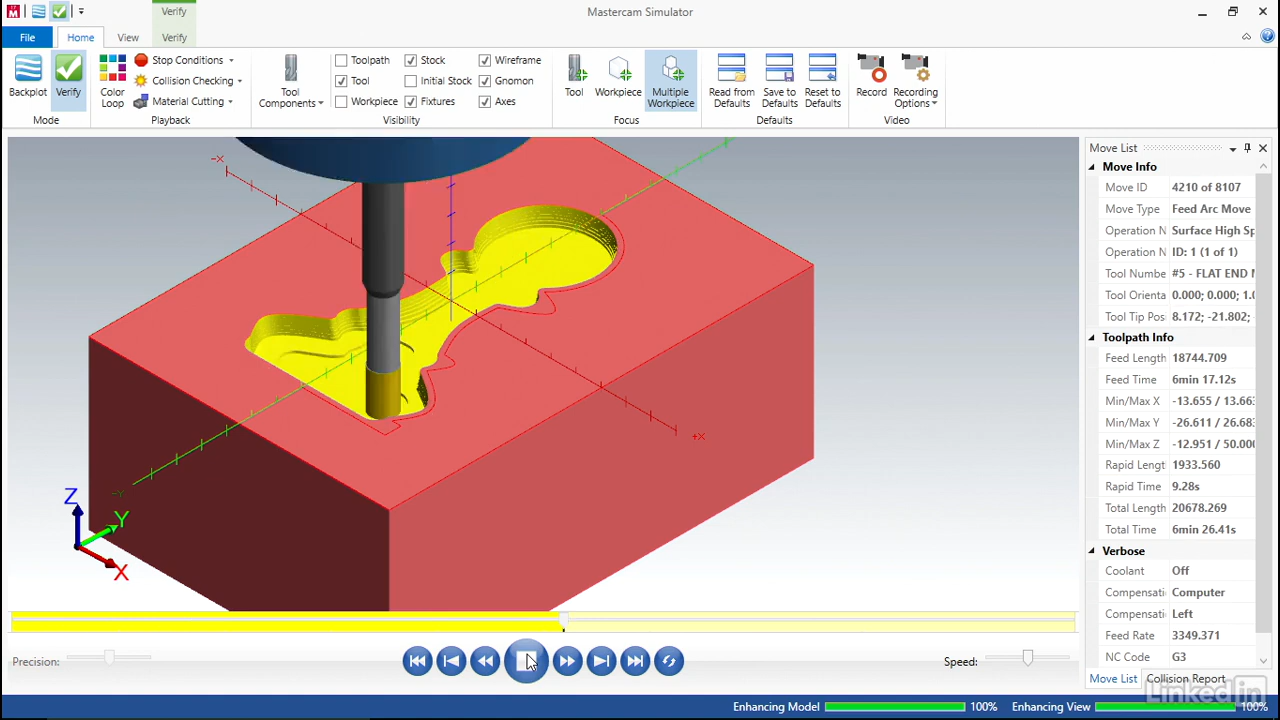 Verify
Mastercam Simulator
File
Home
View
Verify
Backplot
Verify
Mode
Color Loop
Stop Conditions
Collision Checking
Material Cutting
Playback
Tool Components
Toolpath
Tool
Workpiece
Stock
Initial Stock
Fixtures
Wireframe
Gnomon
Axes
Visibility
Tool
Workpiece
Multiple Workpiece
Focus
Read from Defaults
Save to Defaults
Reset to Defaults
Defaults
Record
Recording Options
Video
-X
+X
-Y
Z
Y
X
Move List
Move Info
Move ID 4210 of 8107
Move Type Feed Arc Move
Operation N Surface High Sp
Operation N ID: 1 (1 of 1)
Tool Numbe #5 - FLAT END M
Tool Orienta 0.000; 0.000; 1.0
Tool Tip Pos 8.172; -21.802;
Toolpath Info
Feed Length 18744.709
Feed Time 6min 17.12s
Min/Max X -13.655 / 13.663
Min/Max Y -26.611 / 26.683
Min/Max Z -12.951 / 50.000
Rapid Lengt 1933.560
Rapid Time 9.28s
Total Length 20678.269
Total Time 6min 26.41s
Verbose
Coolant Off
Compensati Computer
Compensati Left
Feed Rate 3349.371
NC Code G3
Move List
Collision Report
Precision:
Speed:
Linked in
Enhancing Model 100%
Enhancing View 100%